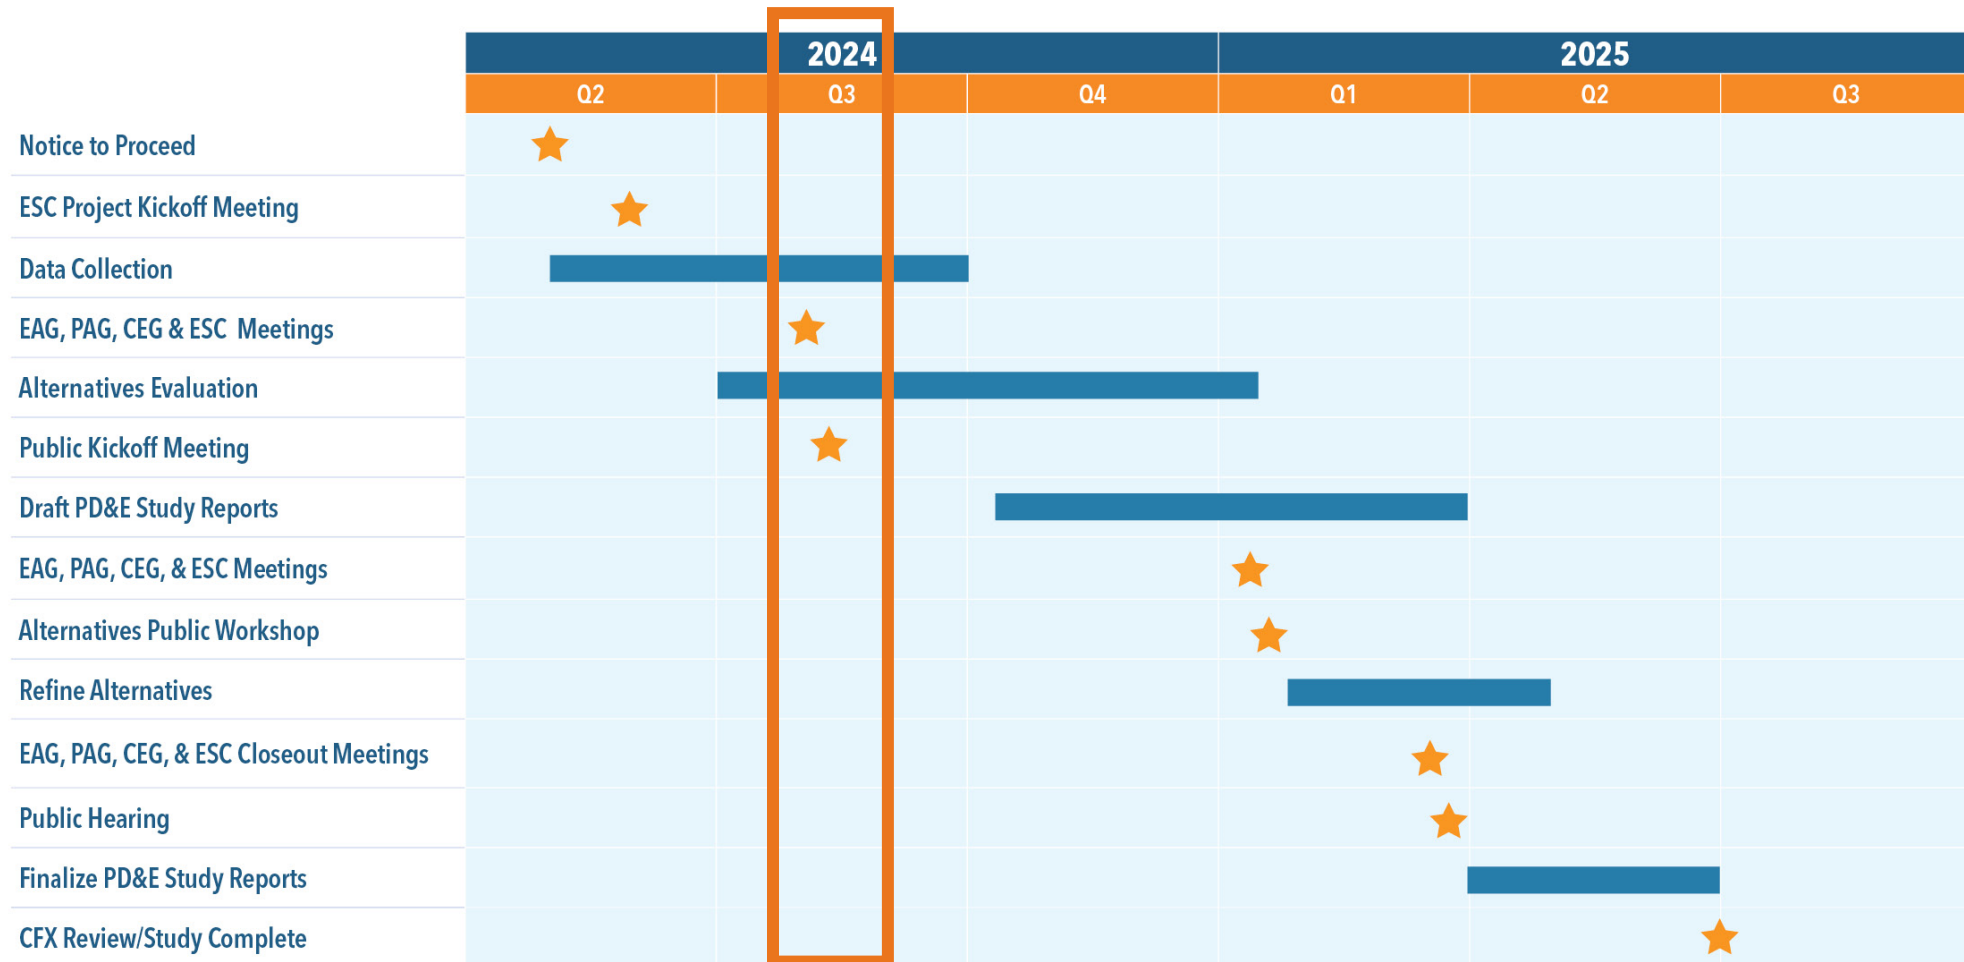 2024 2025
Q2 Q3 Q4 Q1 Q2 Q3
Notice to Proceed
ESC Project Kickoff Meeting
Data Collection
EAG, PAG, CEG & ESC  Meetings
Alternatives Evaluation
Public Kickoff Meeting
Draft PD&E Study Reports
EAG, PAG, CEG, & ESC Meetings
Alternatives Public Workshop
Refine Alternatives
EAG, PAG, CEG, & ESC Closeout Meetings
Public Hearing
Finalize PD&E Study Reports
CFX Review/Study Complete